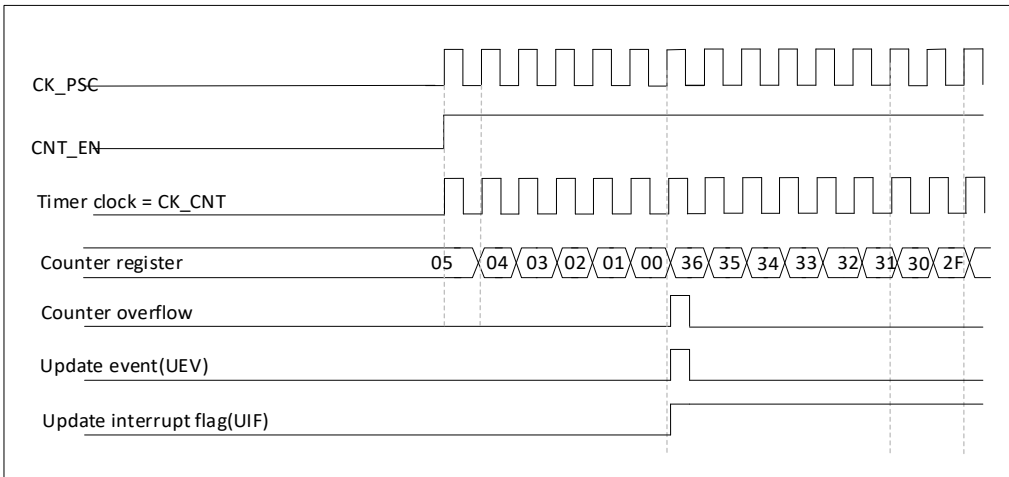 CK_PSC
CNT_EN
Timer clock = CK_CNT
Counter register 05 04 03 02 01 00 36 35 34 33 32 31 30 2F
Counter overflow
Update event(UEV)
Update interrupt flag(UIF)